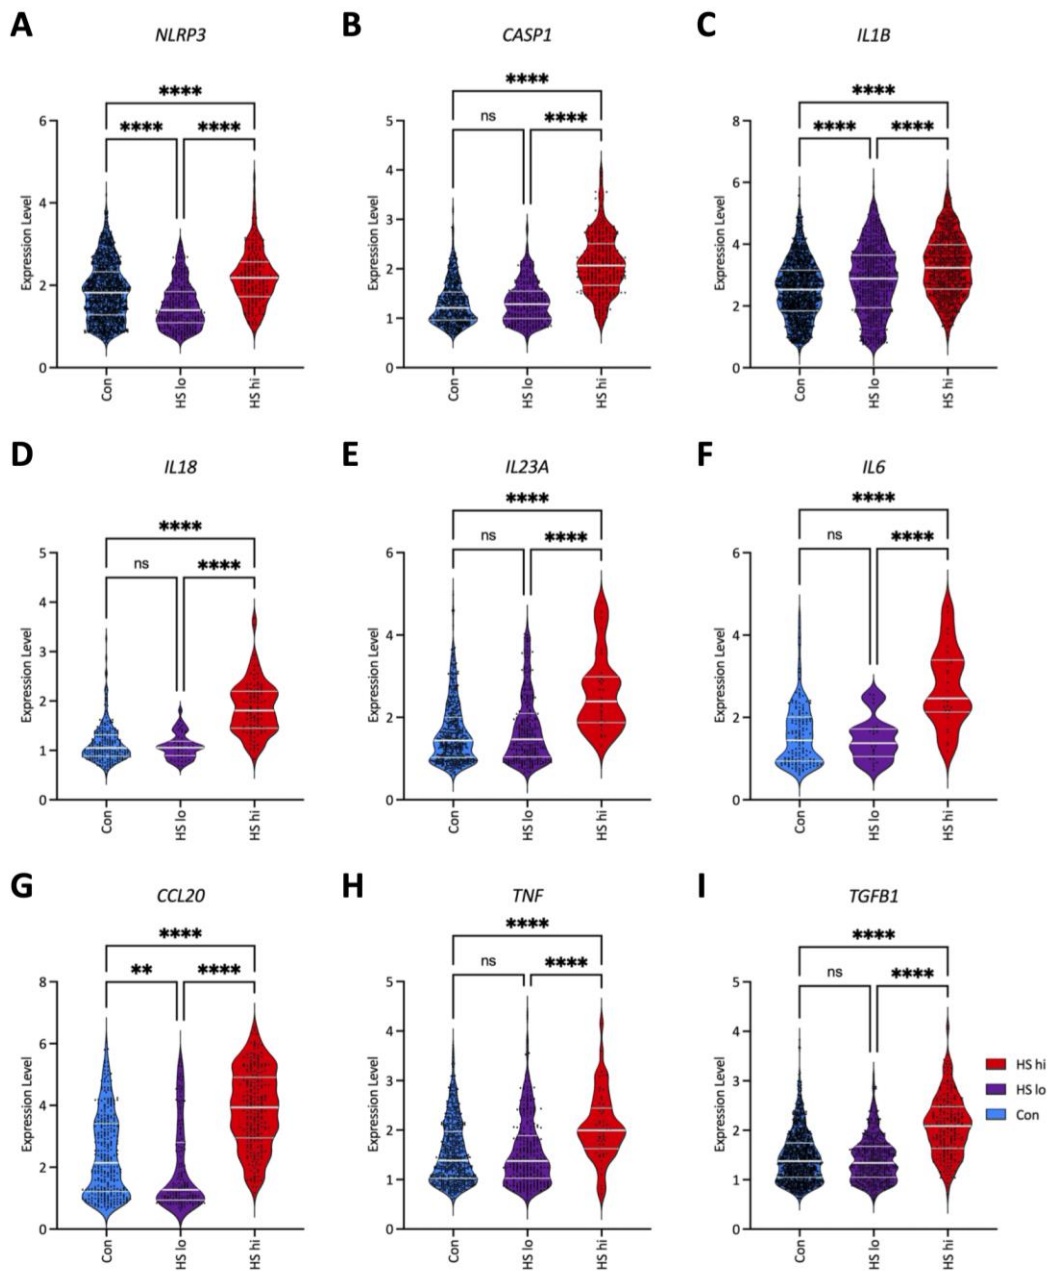 A
NLRP3
****
****
****
6
4
2
0
Expression Level
Con
HS lo
HS hi
B
CASP1
****
ns
****
5
4
3
2
1
0
Expression Level
Con
HS lo
HS hi
C
IL1B
****
****
****
8
6
4
2
0
Expression Level
Con
HS lo
HS hi
D
IL18
****
ns
****
5
4
3
2
1
0
Expression Level
Con
HS lo
HS hi
E
IL23A
****
ns
****
6
4
2
0
Expression Level
Con
HS lo
HS hi
F
IL6
****
ns
****
6
4
2
0
Expression Level
Con
HS lo
HS hi
G
CCL20
****
**
****
8
6
4
2
0
Expression Level
Con
HS lo
HS hi
H
TNF
****
ns
****
5
4
3
2
1
0
Expression Level
Con
HS lo
HS hi
I
TGFB1
****
ns
****
5
4
3
2
1
0
Expression Level
Con
HS lo
HS hi
HS hi
HS lo
Con